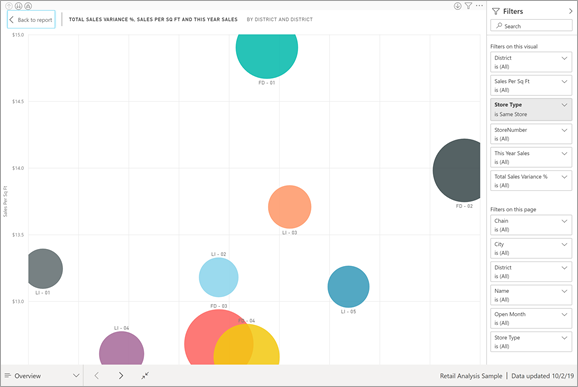 Back to report
TOTAL SALES VARIANCE %, SALES PER SQ FT AND THIS YEAR SALES
BY DISTRICT AND DISTRICT
$15.0
$14.5
$14.0
$13.5
$13.0
Sales Per Sq Ft
FD - 01
FD - 02
LI - 03
LI - 02
LI - 01
LI - 05
FD - 03
FD - 04
LI - 04
Filters
Search
Filters on this visual
District
is (All)
Sales Per Sq Ft
is (All)
Store Type
is Same Store
StoreNumber
is (All)
This Year Sales
is (All)
Total Sales Variance %
is (All)
Filters on this page
Chain
is (All)
City
is (All)
District
is (All)
Name
is (All)
Open Month
is (All)
Store Type
is (All)
Overview
Retail Analysis Sample | Data updated 10/2/19